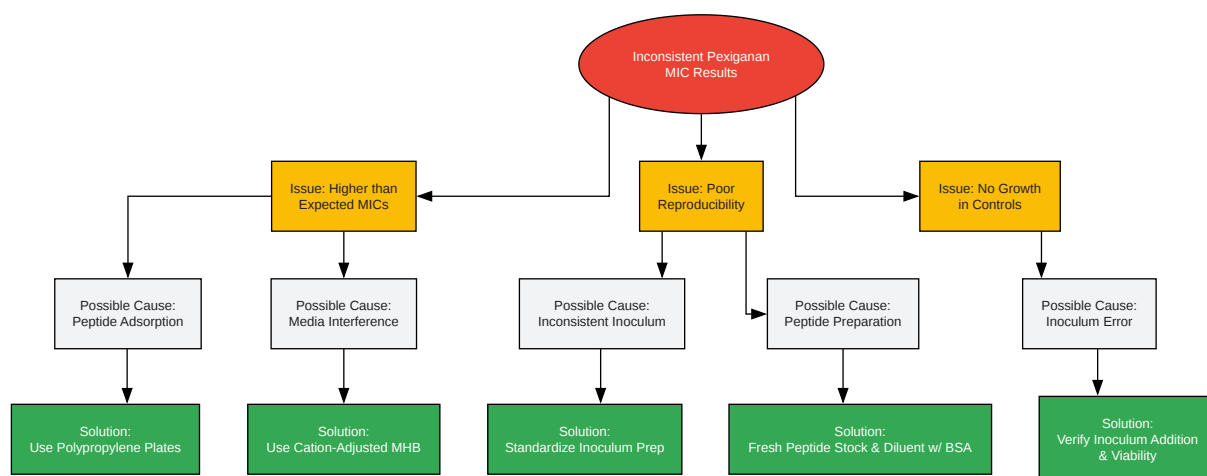 Inconsistent Pexiganan
MIC Results
Issue: Higher than
Expected MICs
Issue: Poor
Reproducibility
Issue: No Growth
in Controls
Possible Cause:
Peptide Adsorption
Possible Cause:
Media Interference
Possible Cause:
Inconsistent Inoculum
Possible Cause:
Peptide Preparation
Possible Cause:
Inoculum Error
Solution:
Use Polypropylene Plates
Solution:
Use Cation-Adjusted MHB
Solution:
Standardize Inoculum Prep
Solution:
Fresh Peptide Stock & Diluent w/ BSA
Solution:
Verify Inoculum Addition
& Viability